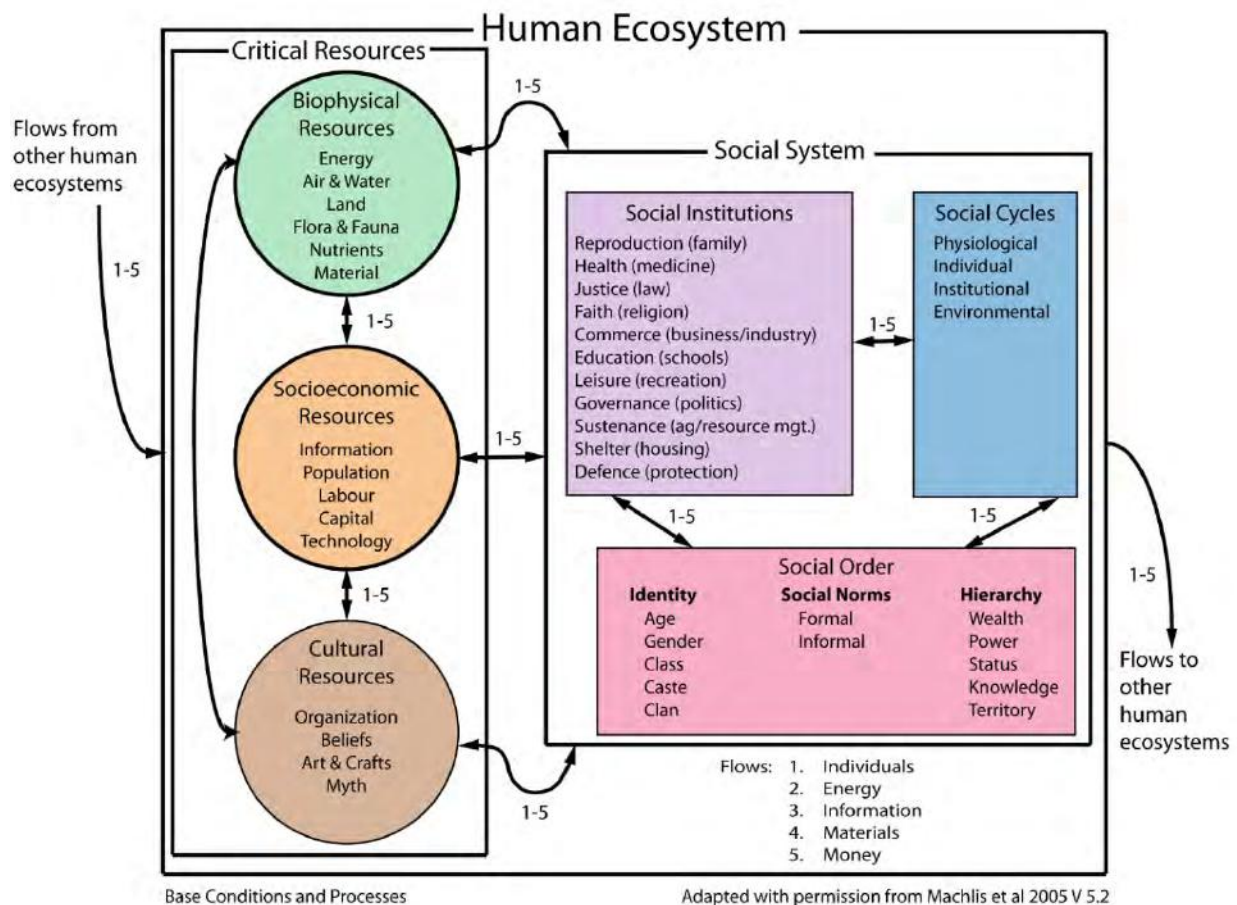 Human Ecosystem
Critical Resources
Flows from
other human
ecosystems
1-5
Biophysical
Resources
Energy
Air & Water
Land
Flora & Fauna
Nutrients
Material
1-5
Socioeconomic
Resources
Information
Population
Labour
Capital
Technology
1-5
Cultural
Resources
Organization
Beliefs
Art & Crafts
Myth
1-5
1-5
1-5
Social System
Social Institutions
Reproduction (family)
Health (medicine)
Justice (law)
Faith (religion)
Commerce (business/industry)
Education (schools)
Leisure (recreation)
Governance (politics)
Sustenance (ag/resource mgt.)
Shelter (housing)
Defence (protection)
1-5
Social Cycles
Physiological
Individual
Institutional
Environmental
1-5
1-5
Social Order
Identity
Age
Gender
Class
Caste
Clan
Social Norms
Formal
Informal
Hierarchy
Wealth
Power
Status
Knowledge
Territory
1-5
Flows to
other
human
ecosystems
Flows: 1. Individuals
2. Energy
3. Information
4. Materials
5. Money
Base Conditions and Processes
Adapted with permission from Machlis et al 2005 V 5.2